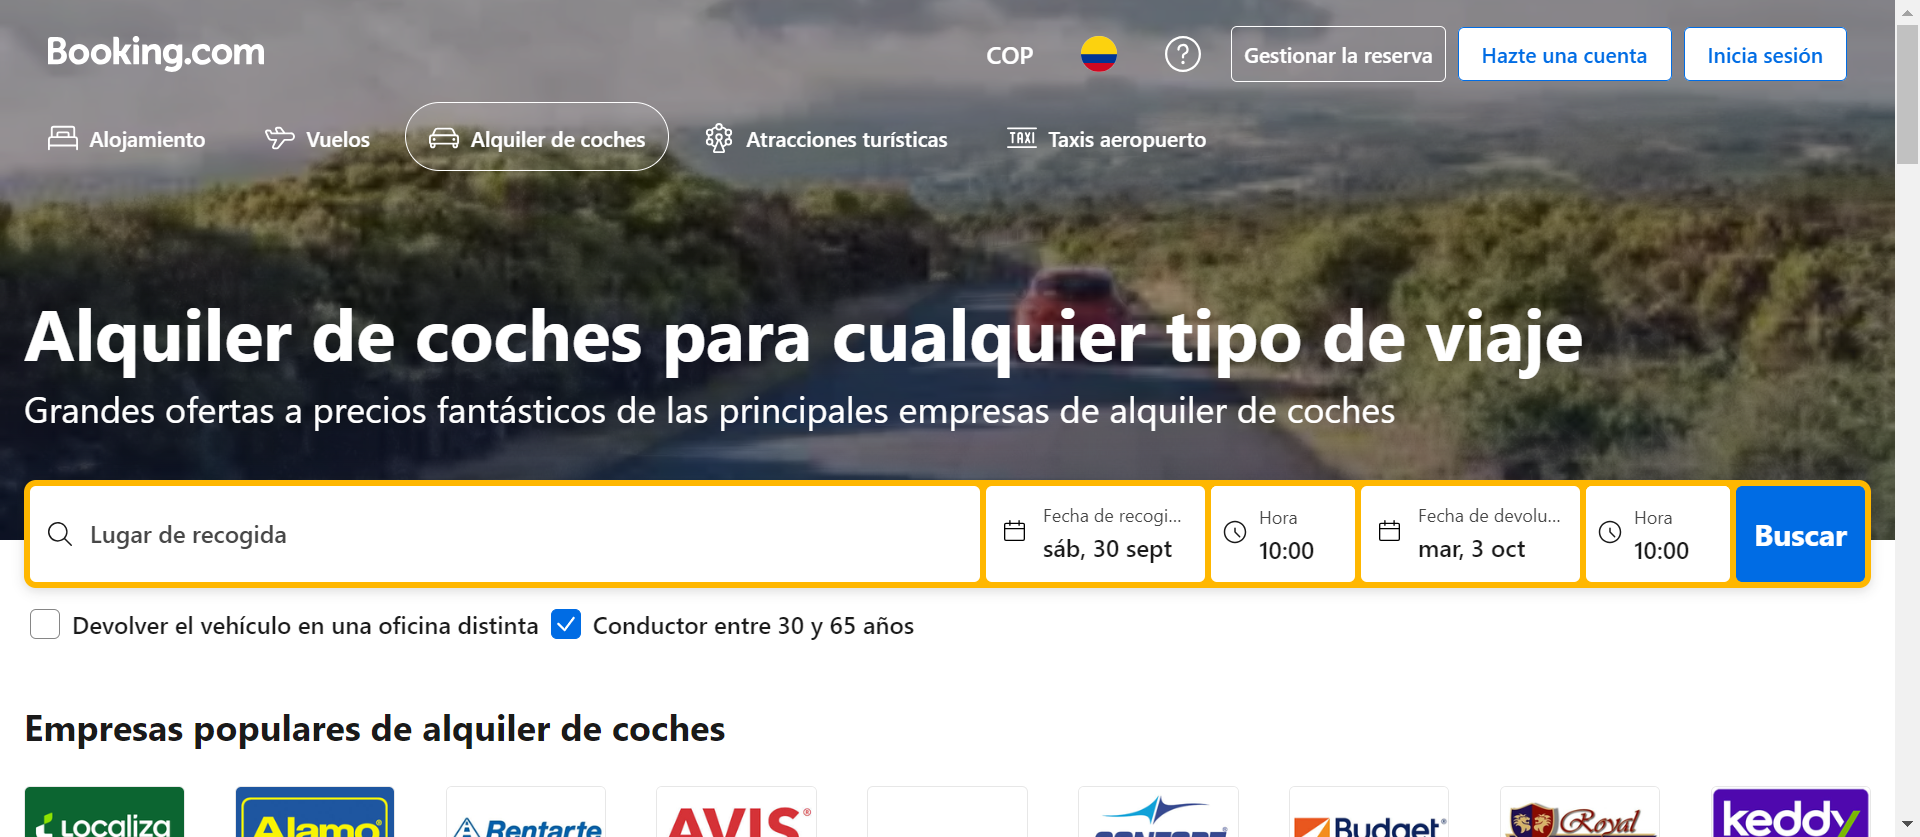 Booking.com
COP
Gestionar la reserva
Hazte una cuenta
Inicia sesión
Alojamiento
Vuelos
Alquiler de coches
Atracciones turísticas
TAXI
Taxis aeropuerto
Alquiler de coches para cualquier tipo de viaje
Grandes ofertas a precios fantásticos de las principales empresas de alquiler de coches
Lugar de recogida
Fecha de recogi...
sáb, 30 sept
Hora
10:00
Fecha de devolu...
mar, 3 oct
Hora
10:00
Buscar
Devolver el vehículo en una oficina distinta
Conductor entre 30 y 65 años
Empresas populares de alquiler de coches
Localiza
Alamo
Rentarte
AVIS
Budget
Royal
keddy